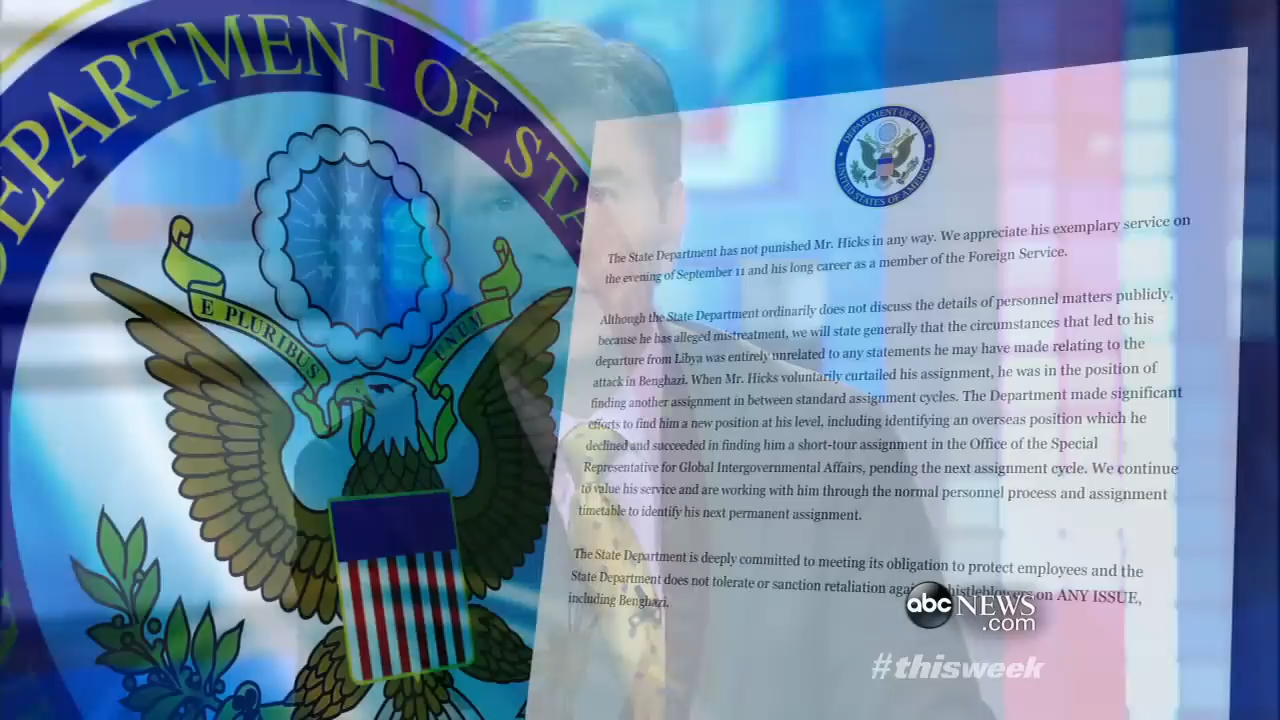 DEPARTMENT OF STA
E PLURIBUS UNUM
DEPARTMENT OF STATE
UNITED STATES OF AMERICA
The State Department has not punished Mr. Hicks in any way. We appreciate his exemplary service on
the evening of September 11 and his long career as a member of the Foreign Service.
Although the State Department ordinarily does not discuss the details of personnel matters publicly,
because he has alleged mistreatment, we will state generally that the circumstances that led to his
departure from Libya was entirely unrelated to any statements he may have made relating to the
attack in Benghazi. When Mr. Hicks voluntarily curtailed his assignment, he was in the position of
finding another assignment in between standard assignment cycles. The Department made significant
efforts to find him a new position at his level, including identifying an overseas position which he
declined and succeeded in finding him a short-tour assignment in the Office of the Special
Representative for Global Intergovernmental Affairs, pending the next assignment cycle. We continue
to value his service and are working with him through the normal personnel process and assignment
timetable to identify his next permanent assignment.
The State Department is deeply committed to meeting its obligation to protect employees and the
State Department does not tolerate or sanction retaliation on ANY ISSUE,
including Benghazi.
abc NEWS
.com
#thisweek